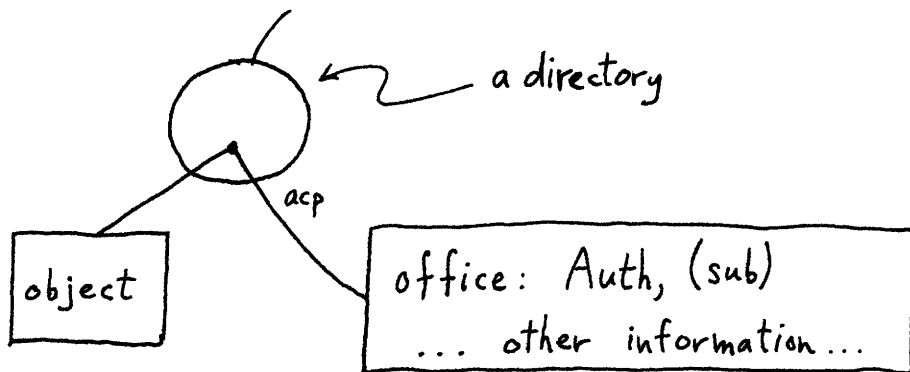 a directory
acp
object
office: Auth, (sub)
... other information...